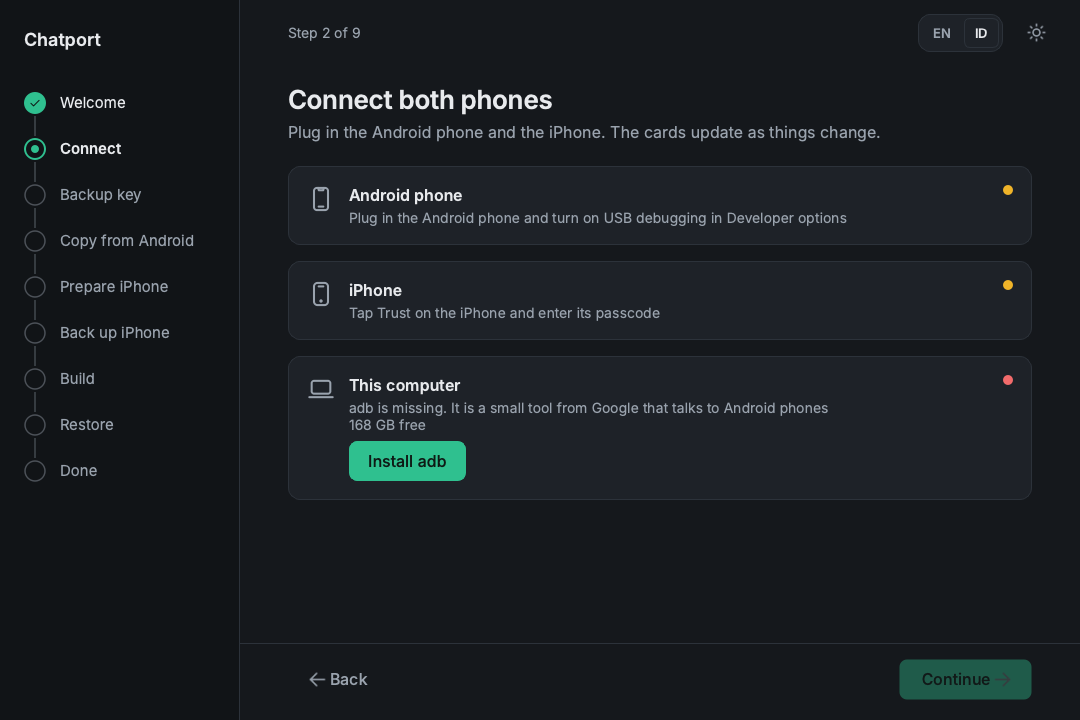 Chatport
Welcome
Connect
Backup key
Copy from Android
Prepare iPhone
Back up iPhone
Build
Restore
Done
Step 2 of 9
EN
ID
Connect both phones
Plug in the Android phone and the iPhone. The cards update as things change.
Android phone
Plug in the Android phone and turn on USB debugging in Developer options
iPhone
Tap Trust on the iPhone and enter its passcode
This computer
adb is missing. It is a small tool from Google that talks to Android phones
168 GB free
Install adb
Back
Continue